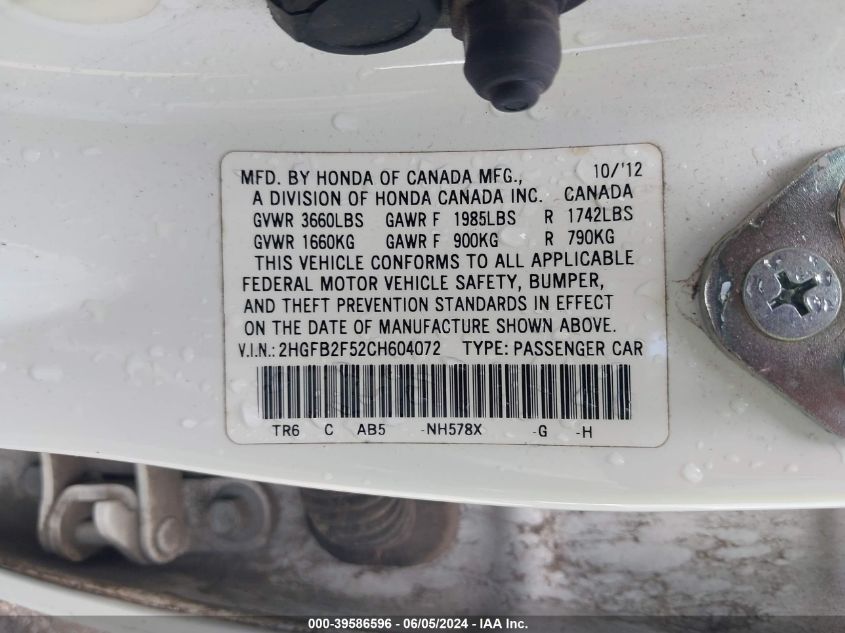 MFD. BY HONDA OF CANADA MFG., 10/'12
A DIVISION OF HONDA CANADA INC. CANADA
GVWR 3660LBS GAWR F 1985LBS R 1742LBS
GVWR 1660KG GAWR F 900KG R 790KG
THIS VEHICLE CONFORMS TO ALL APPLICABLE
FEDERAL MOTOR VEHICLE SAFETY, BUMPER,
AND THEFT PREVENTION STANDARDS IN EFFECT
ON THE DATE OF MANUFACTURE SHOWN ABOVE.
V.I.N.: 2HGFB2F52CH604072 TYPE: PASSENGER CAR
TR6 C AB5 -NH578X -G -H
000-39586596 - 06/05/2024 - IAA Inc.